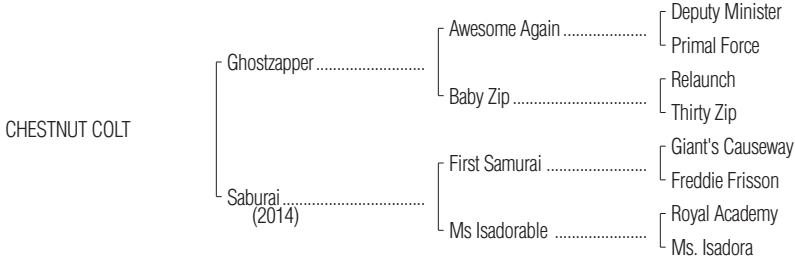 Deputy Minister
Awesome Again ....................
Primal Force
Ghostzapper..........................
Relaunch
Baby Zip................................
Thirty Zip
CHESTNUT COLT
Giant's Causeway
First Samurai ........................
Freddie Frisson
Saburai..................................
(2014)
Royal Academy
Ms Isadorable ......................
Ms. Isadora